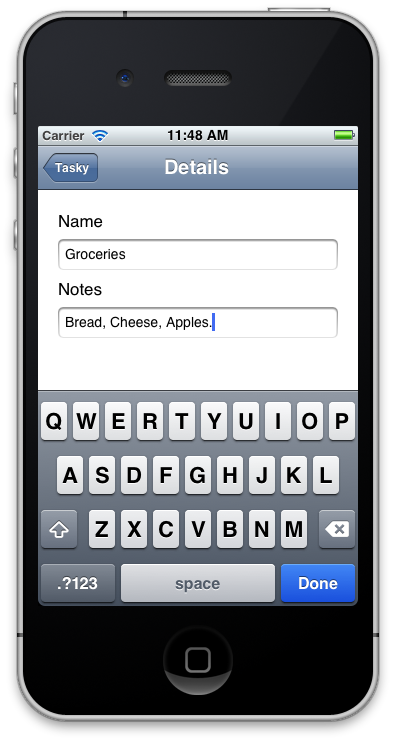 Carrier 11:48 AM
Tasky Details
Name
Groceries
Notes
Bread, Cheese, Apples.
Q W E R T Y U I O P
A S D F G H J K L
Z X C V B N M
.?123 space Done